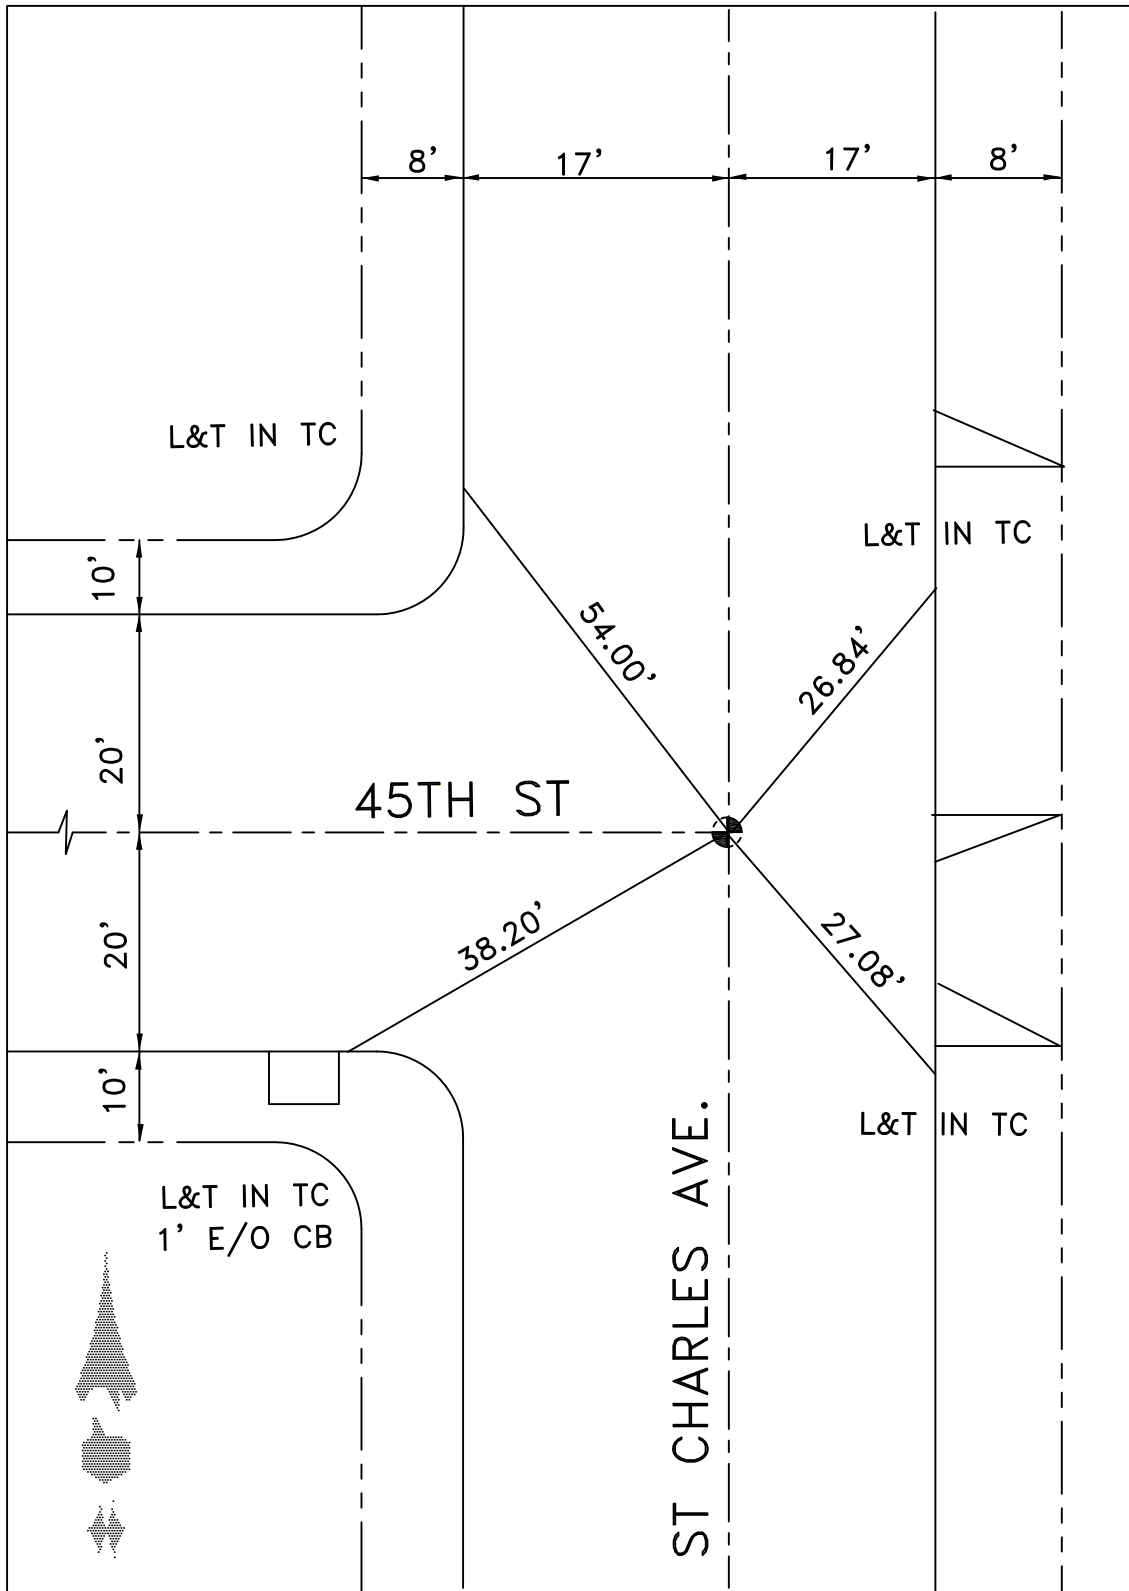 8' 17' 17' 8'
L&T IN TC
L&T IN TC
10'
54.00'
26.84'
20'
45TH ST
20'
38.20'
27.08'
10'
L&T IN TC
L&T IN TC
1' E/O CB
ST CHARLES AVE.